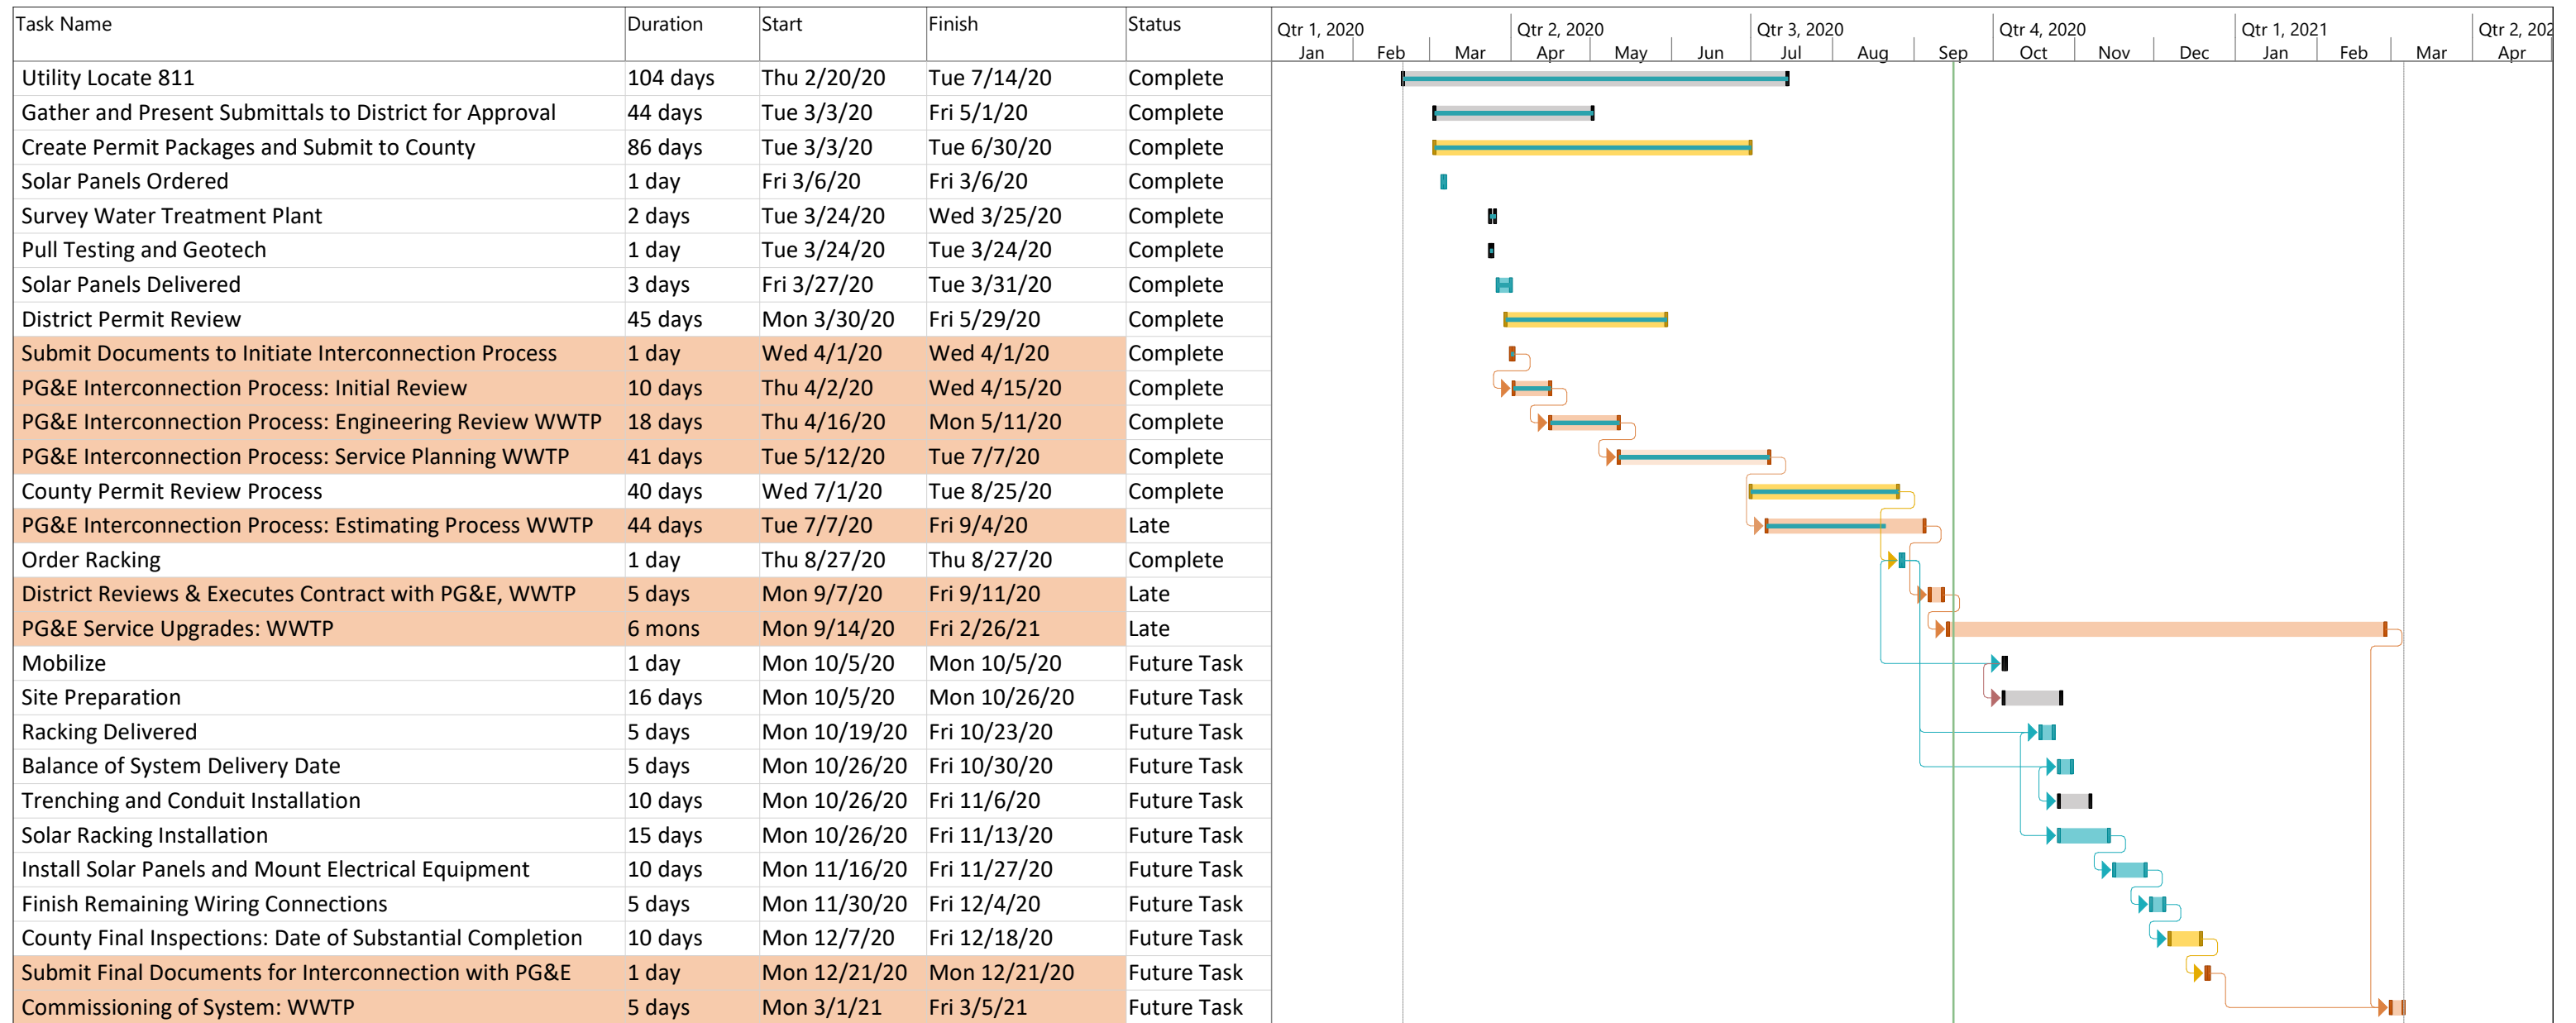 Task Name Duration Start Finish Status Qtr 1, 2020 Qtr 2, 2020 Qtr 3, 2020 Qtr 4, 2020 Qtr 1, 2021 Qtr 2, 202
Jan Feb Mar Apr May Jun Jul Aug Sep Oct Nov Dec Jan Feb Mar Apr
Utility Locate 811 104 days Thu 2/20/20 Tue 7/14/20 Complete
Gather and Present Submittals to District for Approval 44 days Tue 3/3/20 Fri 5/1/20 Complete
Create Permit Packages and Submit to County 86 days Tue 3/3/20 Tue 6/30/20 Complete
Solar Panels Ordered 1 day Fri 3/6/20 Fri 3/6/20 Complete
Survey Water Treatment Plant 2 days Tue 3/24/20 Wed 3/25/20 Complete
Pull Testing and Geotech 1 day Tue 3/24/20 Tue 3/24/20 Complete
Solar Panels Delivered 3 days Fri 3/27/20 Tue 3/31/20 Complete
District Permit Review 45 days Mon 3/30/20 Fri 5/29/20 Complete
Submit Documents to Initiate Interconnection Process 1 day Wed 4/1/20 Wed 4/1/20 Complete
PG&E Interconnection Process: Initial Review 10 days Thu 4/2/20 Wed 4/15/20 Complete
PG&E Interconnection Process: Engineering Review WWTP 18 days Thu 4/16/20 Mon 5/11/20 Complete
PG&E Interconnection Process: Service Planning WWTP 41 days Tue 5/12/20 Tue 7/7/20 Complete
County Permit Review Process 40 days Wed 7/1/20 Tue 8/25/20 Complete
PG&E Interconnection Process: Estimating Process WWTP 44 days Tue 7/7/20 Fri 9/4/20 Late
Order Racking 1 day Thu 8/27/20 Thu 8/27/20 Complete
District Reviews & Executes Contract with PG&E, WWTP 5 days Mon 9/7/20 Fri 9/11/20 Late
PG&E Service Upgrades: WWTP 6 mons Mon 9/14/20 Fri 2/26/21 Late
Mobilize 1 day Mon 10/5/20 Mon 10/5/20 Future Task
Site Preparation 16 days Mon 10/5/20 Mon 10/26/20 Future Task
Racking Delivered 5 days Mon 10/19/20 Fri 10/23/20 Future Task
Balance of System Delivery Date 5 days Mon 10/26/20 Fri 10/30/20 Future Task
Trenching and Conduit Installation 10 days Mon 10/26/20 Fri 11/6/20 Future Task
Solar Racking Installation 15 days Mon 10/26/20 Fri 11/13/20 Future Task
Install Solar Panels and Mount Electrical Equipment 10 days Mon 11/16/20 Fri 11/27/20 Future Task
Finish Remaining Wiring Connections 5 days Mon 11/30/20 Fri 12/4/20 Future Task
County Final Inspections: Date of Substantial Completion 10 days Mon 12/7/20 Fri 12/18/20 Future Task
Submit Final Documents for Interconnection with PG&E 1 day Mon 12/21/20 Mon 12/21/20 Future Task
Commissioning of System: WWTP 5 days Mon 3/1/21 Fri 3/5/21 Future Task